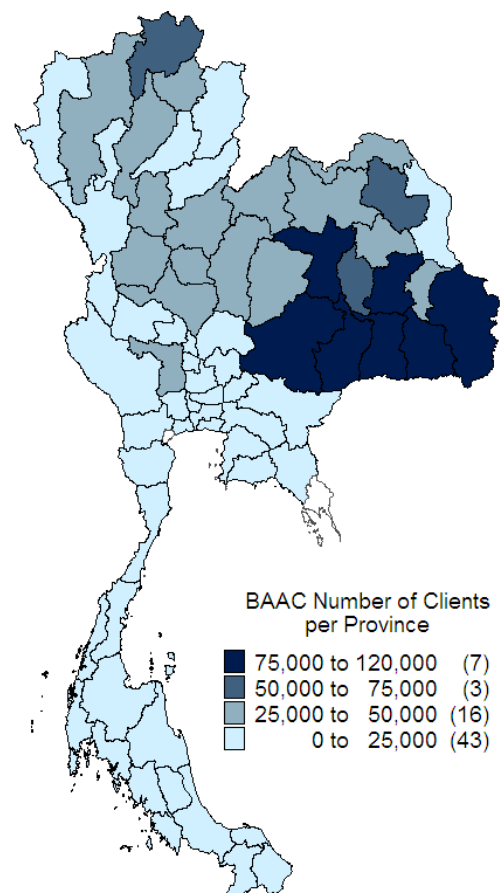 BAAC Number of Clients
per Province
75,000 to 120,000 (7)
50,000 to 75,000 (3)
25,000 to 50,000 (16)
0 to 25,000 (43)